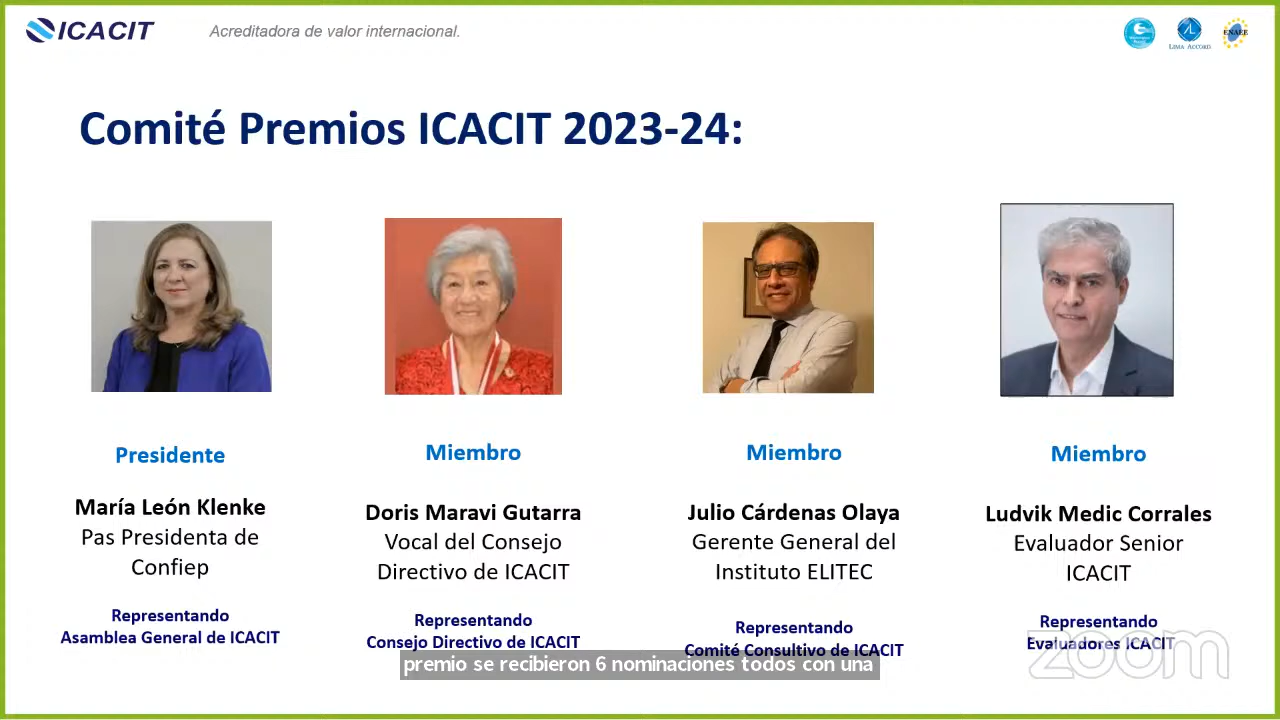 ICACIT
Acreditadora de valor internacional.
LIMA ACCORD
ENAEE
Comité Premios ICACIT 2023-24:
Presidente
María León Klenke
Pas Presidenta de
Confiep
Representando
Asamblea General de ICACIT
Miembro
Doris Maravi Gutarra
Vocal del Consejo
Directivo de ICACIT
Representando
Consejo Directivo de ICACIT
Miembro
Julio Cárdenas Olaya
Gerente General del
Instituto ELITEC
Representando
Comité Consultivo de ICACIT
Miembro
Ludvik Medic Corrales
Evaluador Senior
ICACIT
Representando
Evaluadores ICACIT
premio se recibieron 6 nominaciones todos con una
zoom